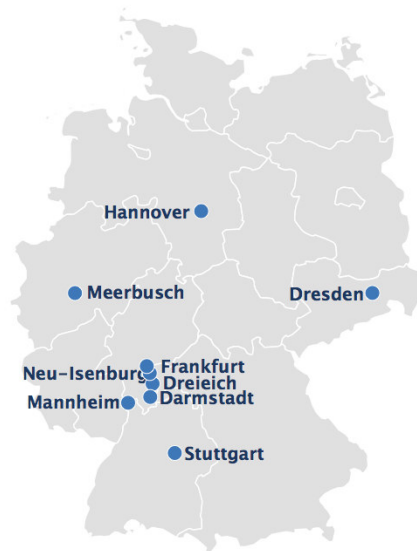 Hannover
Meerbusch
Dresden
Frankfurt
Neu-Isenburg
Dreieich
Darmstadt
Mannheim
Stuttgart